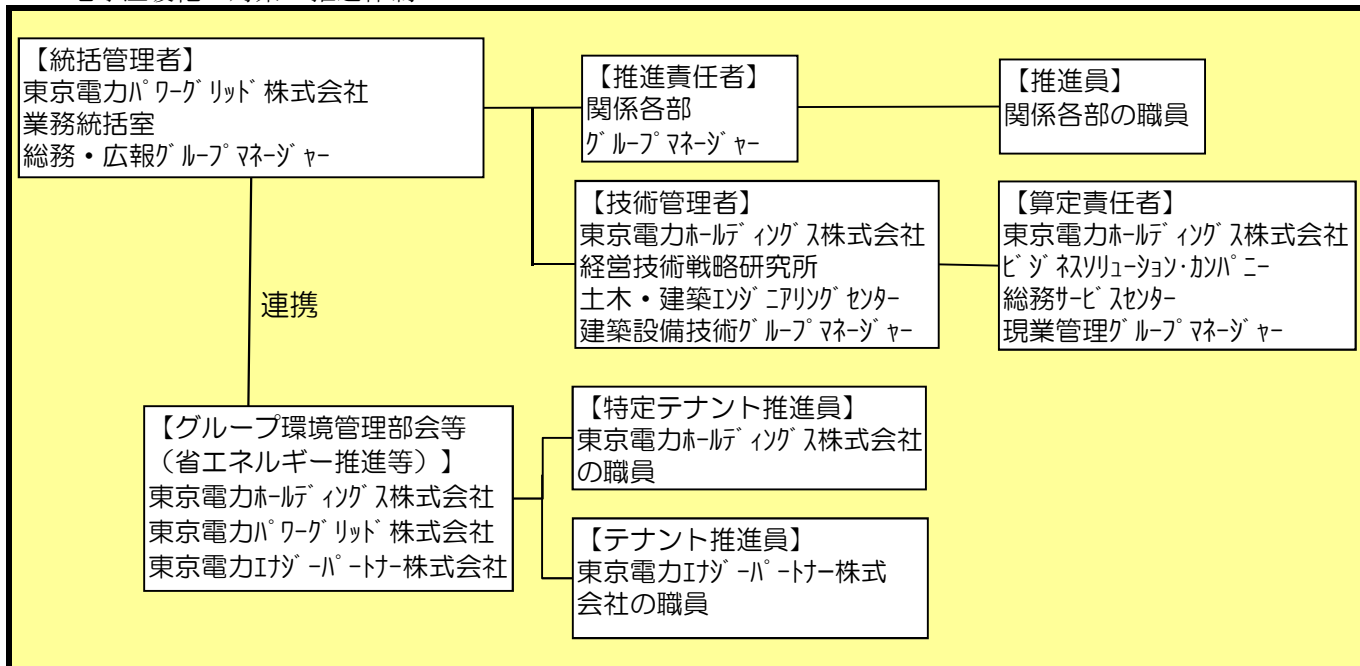 【統括管理者】
東京電力ﾊﾟﾜｰｸﾞﾘｯﾄﾞ株式会社
業務統括室
総務・広報ｸﾞﾙｰﾌﾟﾏﾈｰｼﾞｬｰ
【推進責任者】
関係各部
ｸﾞﾙｰﾌﾟﾏﾈｰｼﾞｬｰ
【推進員】
関係各部の職員
【技術管理者】
東京電力ﾎｰﾙﾃﾞｨﾝｸﾞｽ株式会社
経営技術戦略研究所
土木・建築ｴﾝｼﾞﾆｱﾘﾝｸﾞｾﾝﾀｰ
建築設備技術ｸﾞﾙｰﾌﾟﾏﾈｰｼﾞｬｰ
【算定責任者】
東京電力ﾎｰﾙﾃﾞｨﾝｸﾞｽ株式会社
ﾋﾞｼﾞﾈｽｿﾘｭｰｼｮﾝ･ｶﾝﾊﾟﾆｰ
総務ｻｰﾋﾞｽｾﾝﾀｰ
現業管理ｸﾞﾙｰﾌﾟﾏﾈｰｼﾞｬｰ
連携
【グループ環境管理部会等
（省エネルギー推進等）】
東京電力ﾎｰﾙﾃﾞｨﾝｸﾞｽ株式会社
東京電力ﾊﾟﾜｰｸﾞﾘｯﾄﾞ株式会社
東京電力ｴﾅｼﾞｰﾊﾟｰﾄﾅｰ株式会社
【特定テナント推進員】
東京電力ﾎｰﾙﾃﾞｨﾝｸﾞｽ株式会社
の職員
【テナント推進員】
東京電力ｴﾅｼﾞｰﾊﾟｰﾄﾅｰ株式
会社の職員